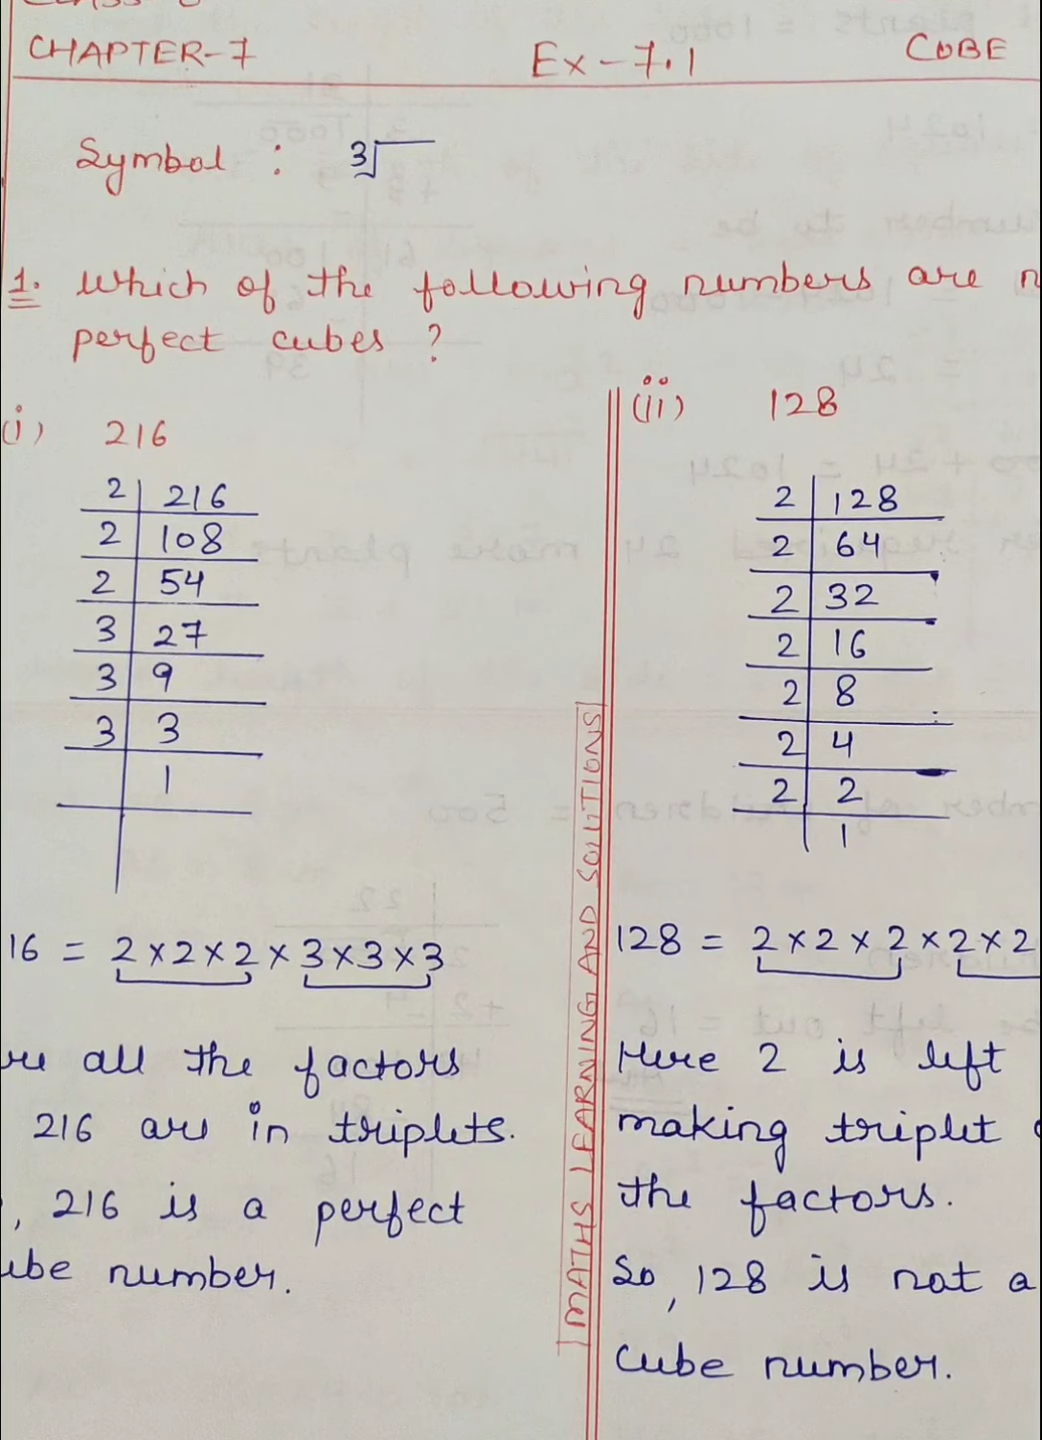 CHAPTER-7 Ex-7.1 CUBE
Symbol : ∛
1. Which of the following numbers are
perfect cubes ?
(i) 216
2 | 216
2 | 108
2 | 54
3 | 27
3 | 9
3 | 3
1
16 = 2×2×2×3×3×3
all the factors
216 are in triplets.
, 216 is a perfect
number.
MATHS LEARNING AND SOLUTIONS
(ii) 128
2 | 128
2 | 64
2 | 32
2 | 16
2 | 8
2 | 4
2 | 2
1
128 = 2×2×2×2×2
Here 2 is left
making triplet
the factors.
So, 128 is not a
cube number.